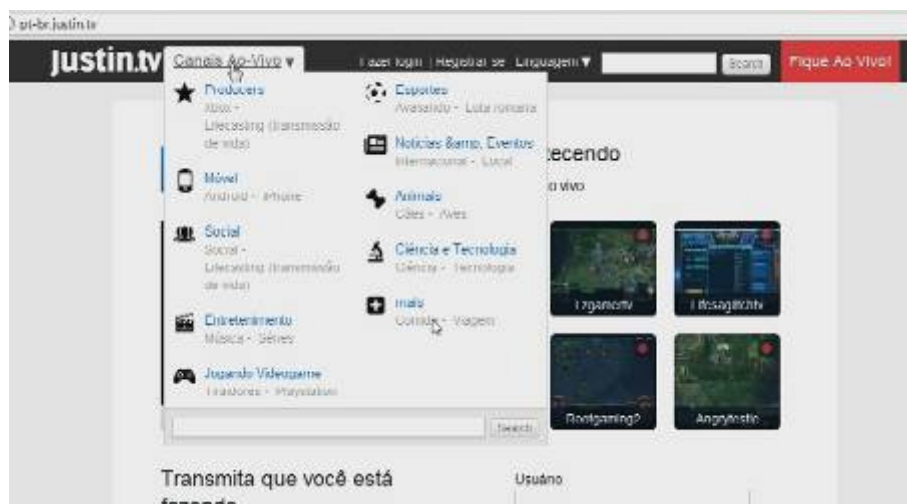 pt-br.justin.tv
Justin.tv
Canais Ao-Vivo ▼
Fazer login | Registrar-se Linguagem ▼
Search
Fique Ao Vivo!
Producers
Xbox -
Lifecasting (transmissão
de vida)
Móvel
Android - iPhone
Social
Social -
Lifecasting (transmissão
de vida)
Entretenimento
Música - Séries
Jogando Videogame
Tiradores - Playstation
Esportes
Luta romana
Notícias &amp; Eventos
Internacional - Local
Animais
Cães - Aves
Ciência e Tecnologia
Ciência - Tecnologia
mais
Comida - Viagem
Search
tecendo
o vivo
Lifesaglitchtv
Rootgaming2
Angrytestie
Transmita que você está
fazendo
Usuário